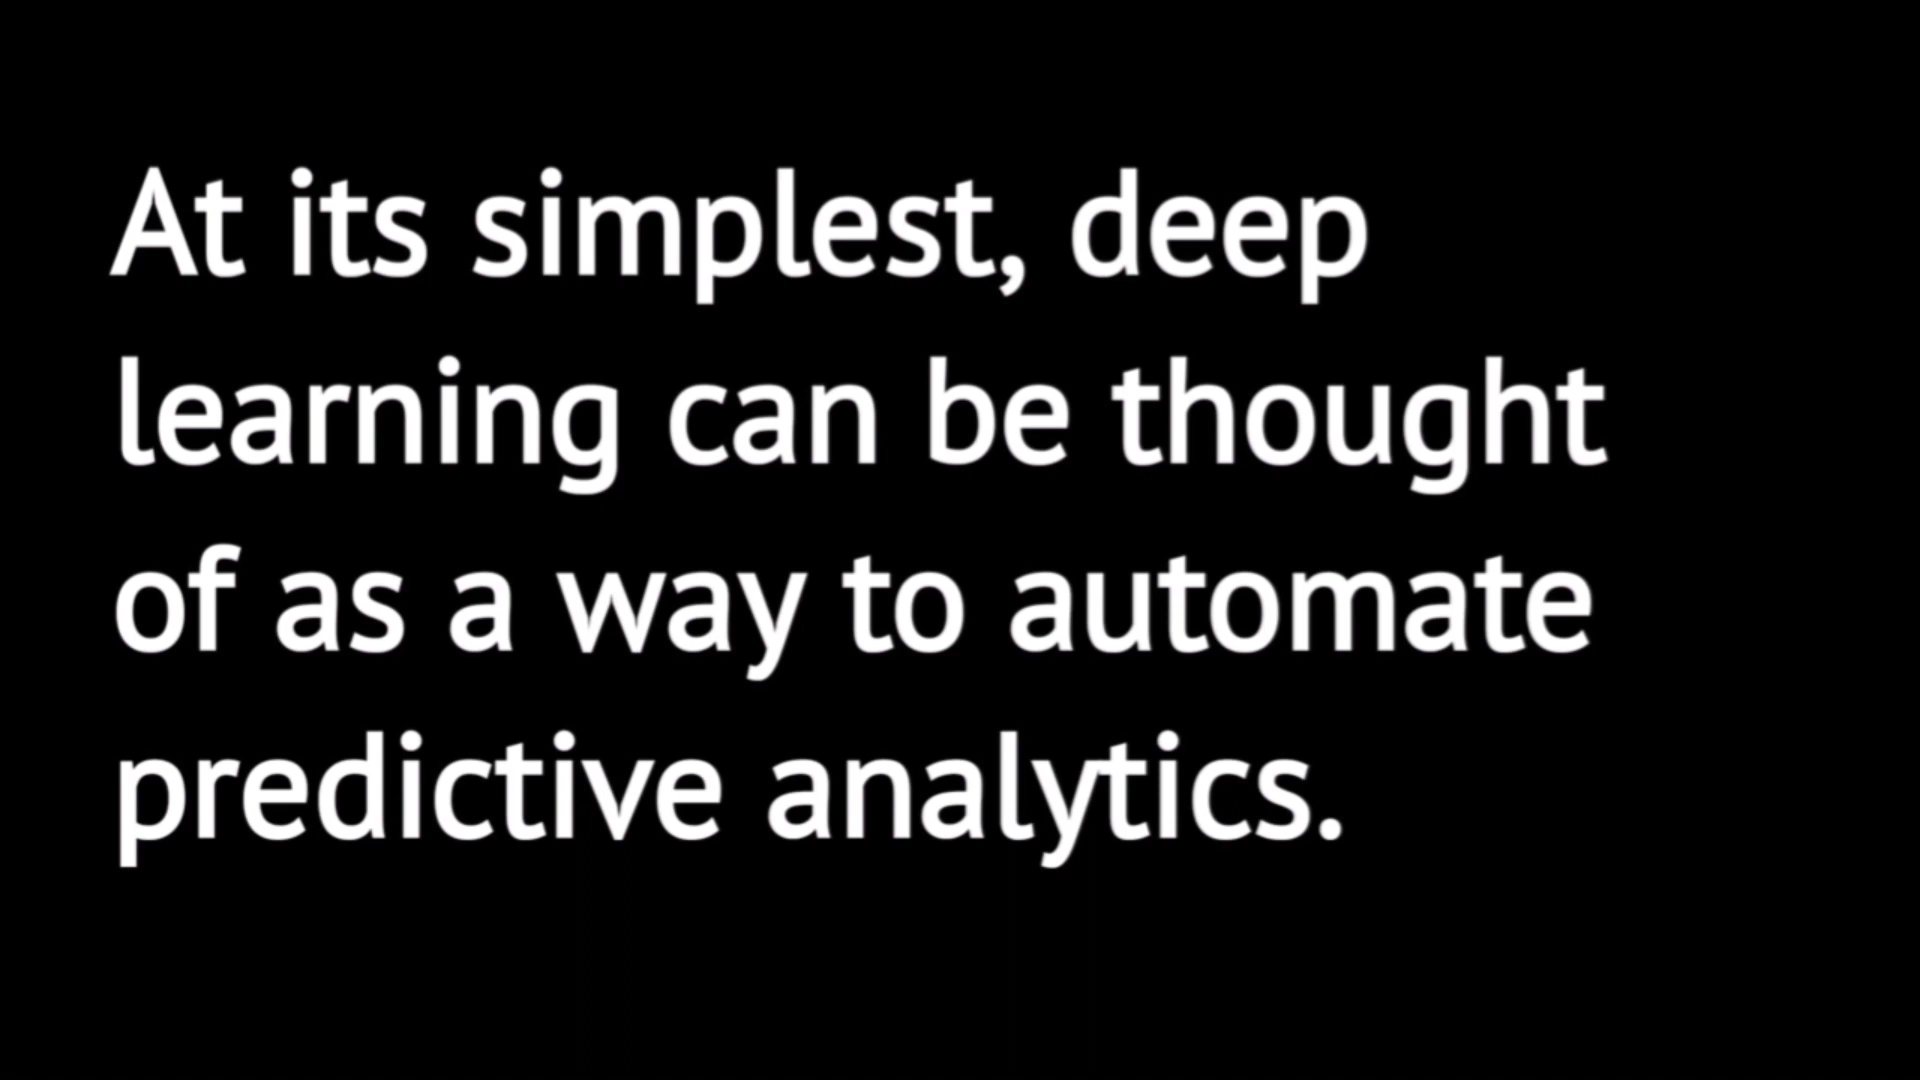 At its simplest, deep
learning can be thought
of as a way to automate
predictive analytics.